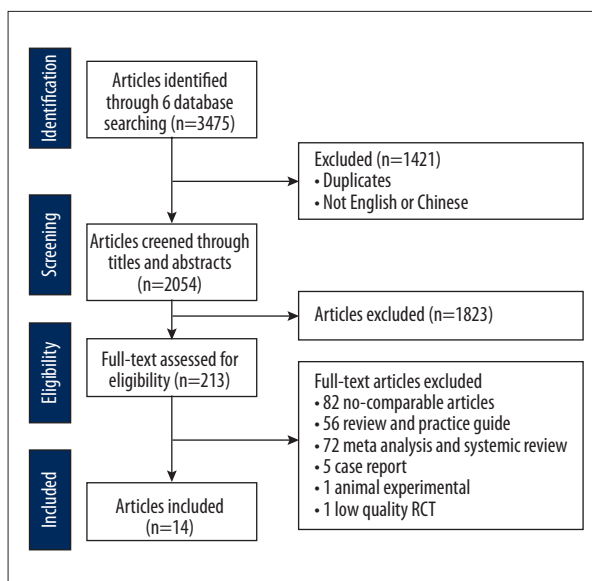 Identification
Articles identified
through 6 database
searching (n=3475)
Excluded (n=1421)
• Duplicates
• Not English or Chinese
Screening
Articles creened through
titles and abstracts
(n=2054)
Articles excluded (n=1823)
Eligibility
Full-text assessed for
eligibility (n=213)
Full-text articles excluded
• 82 no-comparable articles
• 56 review and practice guide
• 72 meta analysis and systemic review
• 5 case report
• 1 animal experimental
• 1 low quality RCT
Included
Articles included
(n=14)